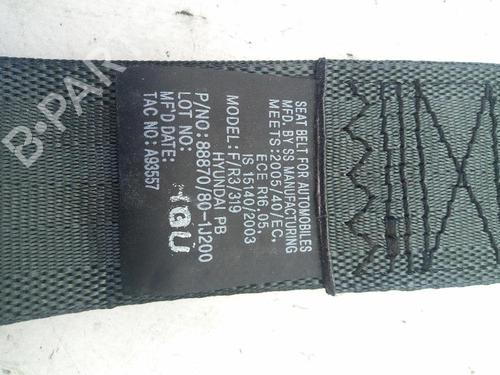 SEAT BELT FOR AUTOMOBILES
MFD. BY SS MANUFACTURING
MEETS:2005/40/EC,
ECE R16.05,
IS 15140/2003
MODEL: F/R3/319
HYUNDAI PB
P/NO:88870/80-1J200
LOT NO:
MF'D DATE:
TAC NO: A93557
B-PARTS